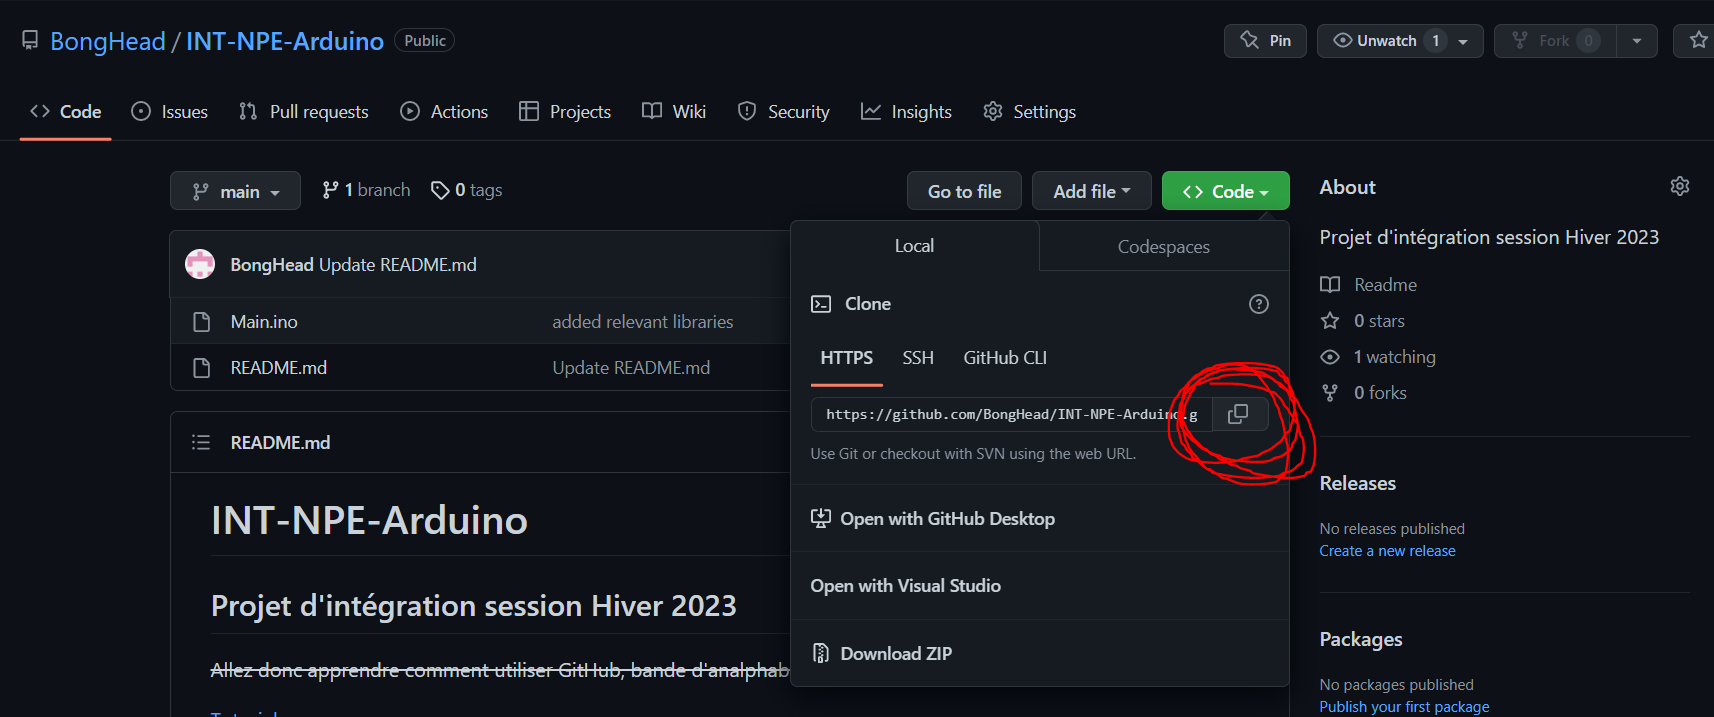 BongHead / INT-NPE-Arduino Public
Pin Unwatch 1 Fork 0
Code Issues Pull requests Actions Projects Wiki Security Insights Settings
main 1 branch 0 tags Go to file Add file Code
BongHead Update README.md
Main.ino added relevant libraries
README.md Update README.md
README.md
INT-NPE-Arduino
Projet d'intégration session Hiver 2023
Allez donc apprendre comment utiliser GitHub, bande d'analphab
Local Codespaces
Clone
HTTPS SSH GitHub CLI
https://github.com/BongHead/INT-NPE-Arduino.g
Use Git or checkout with SVN using the web URL.
Open with GitHub Desktop
Open with Visual Studio
Download ZIP
About
Projet d'intégration session Hiver 2023
Readme
0 stars
1 watching
0 forks
Releases
No releases published
Create a new release
Packages
No packages published
Publish your first package